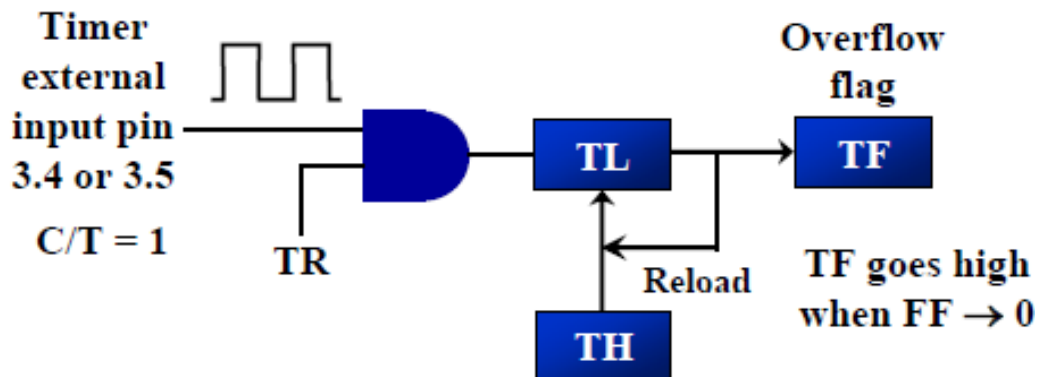 Timer
external
input pin
3.4 or 3.5
C/T = 1
TR
TL
Overflow
flag
TF
Reload
TH
TF goes high
when FF → 0